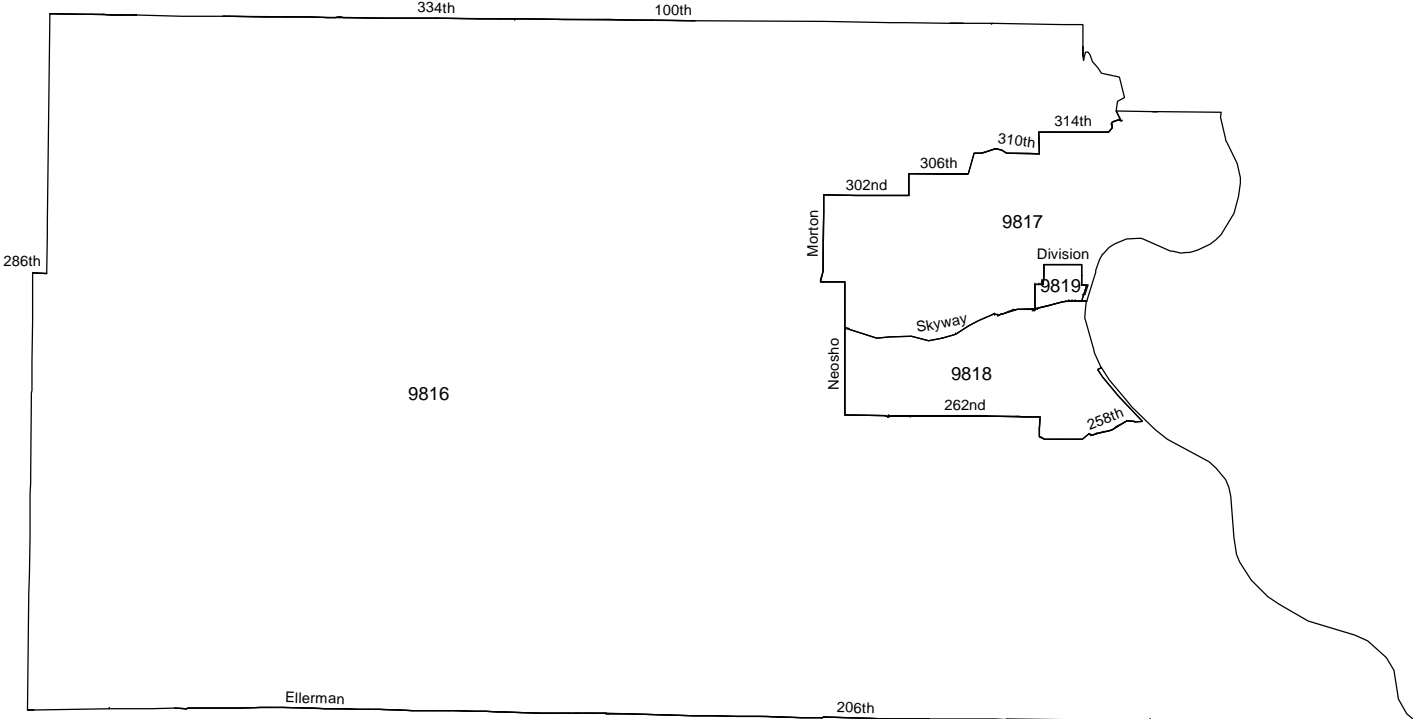 334th
100th
314th
310th
306th
302nd
Morton
9817
Division
286th
9819
Skyway
Neosho
9818
9816
262nd
258th
Ellerman
206th